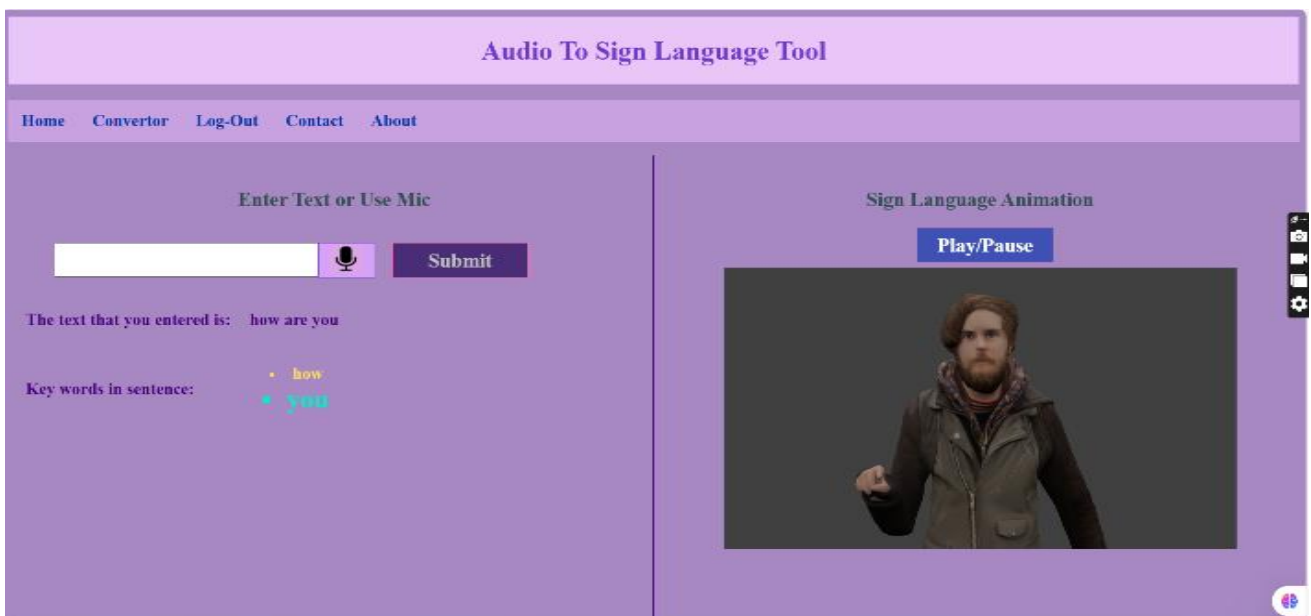 Audio To Sign Language Tool
Home Convertor Log-Out Contact About
Enter Text or Use Mic
Submit
The text that you entered is: how are you
Key words in sentence:
how
you
Sign Language Animation
Play/Pause